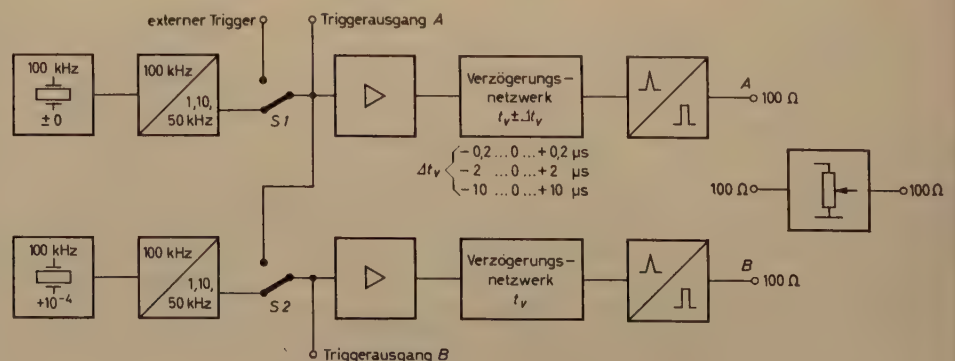 externer Trigger
Triggerausgang A
100 kHz
± 0
100 kHz
1,10,
50 kHz
S1
Verzögerungs-
netzwerk
tᵥ ± Δtᵥ
A
100 Ω
Δtᵥ
- 0,2 ... 0 ... + 0,2 µs
- 2 ... 0 ... + 2 µs
- 10 ... 0 ... + 10 µs
100 Ω
100 Ω
100 kHz
+10⁻⁴
100 kHz
1,10,
50 kHz
S2
Verzögerungs-
netzwerk
tᵥ
B
100 Ω
Triggerausgang B